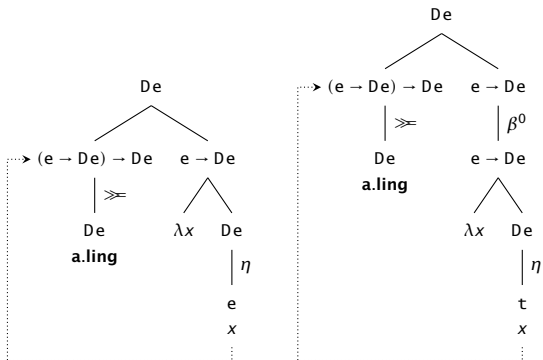 De
(e → De) → De e → De
≫=
De λx De
a.ling
η
e
x
De
(e → De) → De e → De
≫= β⁰
De e → De
a.ling
λx De
η
t
x